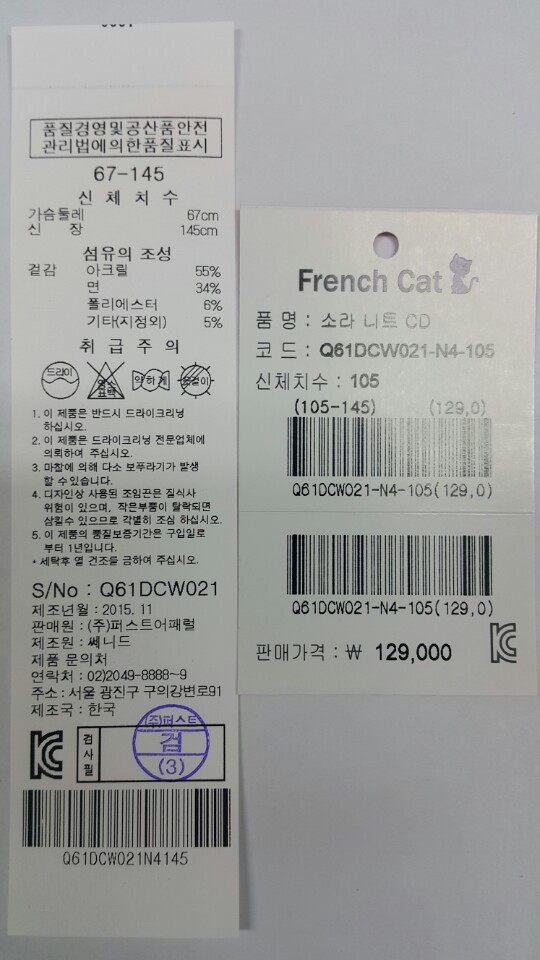 품질경영및공산품안전
관리법에의한품질표시
67-145
신 체 치 수
가슴둘레 67cm
신 장 145cm
섬유의 조성
겉감 아크릴 55%
면 34%
폴리에스터 6%
기타(지정외) 5%
취 급 주 의
드라이 염소 표백 약하게 옷걸이
1. 이 제품은 반드시 드라이크리닝
하십시오.
2. 이 제품은 드라이크리닝 전문업체에
의뢰하여 주십시오.
3. 마찰에 의해 다소 보푸라기가 발생
할 수 있습니다.
4. 디자인상 사용된 조임끈은 질식사
위험이 있으며, 작은부품이 탈락되면
삼킬수 있으므로 각별히 조심 하십시오.
5. 이 제품의 품질보증기간은 구입일로
부터 1년입니다.
* 세탁후 열 건조를 금하여 주십시오.
S/No : Q61DCW021
제조년월 : 2015. 11
판매원 : (주)퍼스트어패럴
제조원 : 쎄니드
제품 문의처
연락처 : 02)2049-8888~9
주소 : 서울 광진구 구의강변로91
제조국 : 한국
검사필
(주)퍼스트
검
(3)
Q61DCW021N4145
French Cat
품 명 : 소라 니트 CD
코 드 : Q61DCW021-N4-105
신체치수 : 105
(105-145) (129,0)
Q61DCW021-N4-105(129,0)
Q61DCW021-N4-105(129,0)
판매가격 : ₩ 129,000